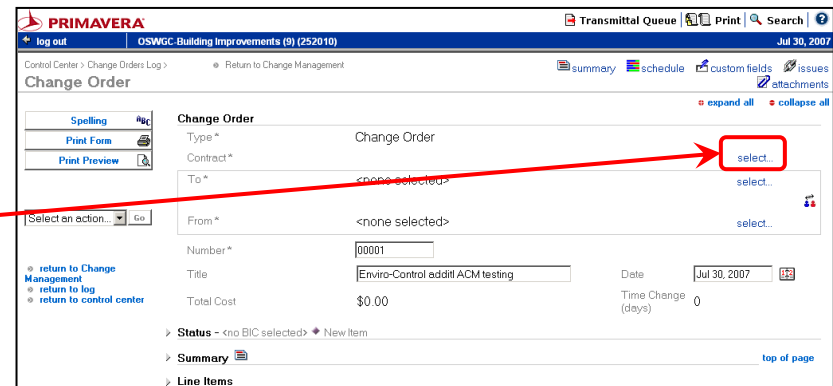 PRIMAVERA
Transmittal Queue Print Search
log out OSWGC-Building Improvements (9) (252010) Jul 30, 2007
Control Center > Change Orders Log > Return to Change Management
summary schedule custom fields issues
Change Order
attachments
expand all collapse all
Spelling ABC
Print Form
Print Preview
Change Order
Type * Change Order
Contract * select...
To * <none selected> select...
Select an action... Go
From * <none selected> select...
Number * 00001
return to Change Management
return to log
return to control center
Title Enviro-Control additl ACM testing Date Jul 30, 2007
Total Cost $0.00 Time Change (days) 0
Status - <no BIC selected> New Item
Summary top of page
Line Items